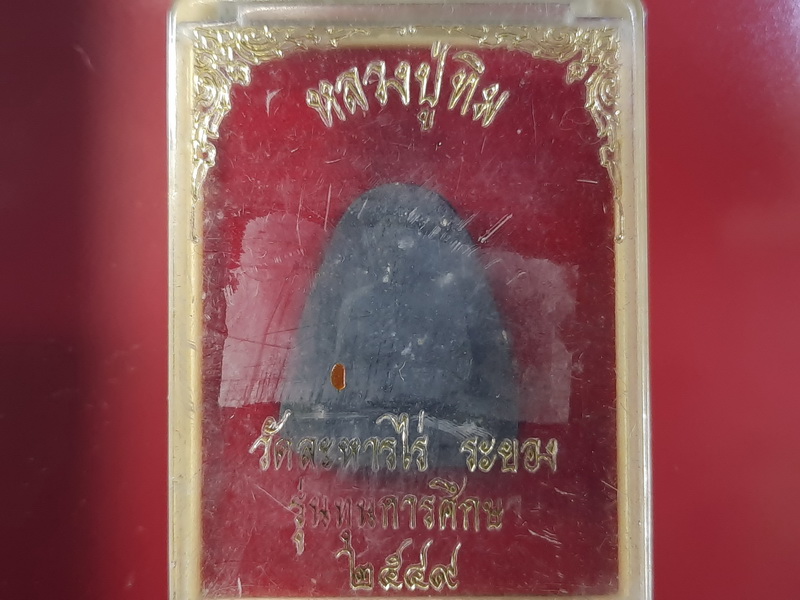 หลวงปู่ทิม
วัดละหารไร่ ระยอง
รุ่นทุนการศึกษา
๒๕๔๙